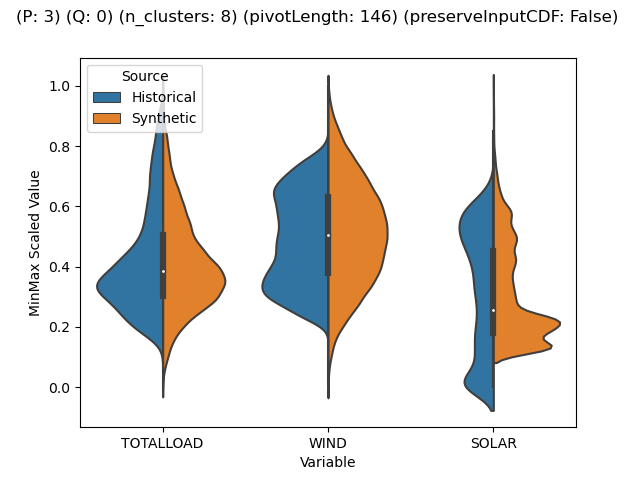 (P: 3) (Q: 0) (n_clusters: 8) (pivotLength: 146) (preserveInputCDF: False)
Source
Historical
Synthetic
1.0
0.8
0.6
0.4
0.2
0.0
MinMax Scaled Value
TOTALLOAD WIND SOLAR
Variable